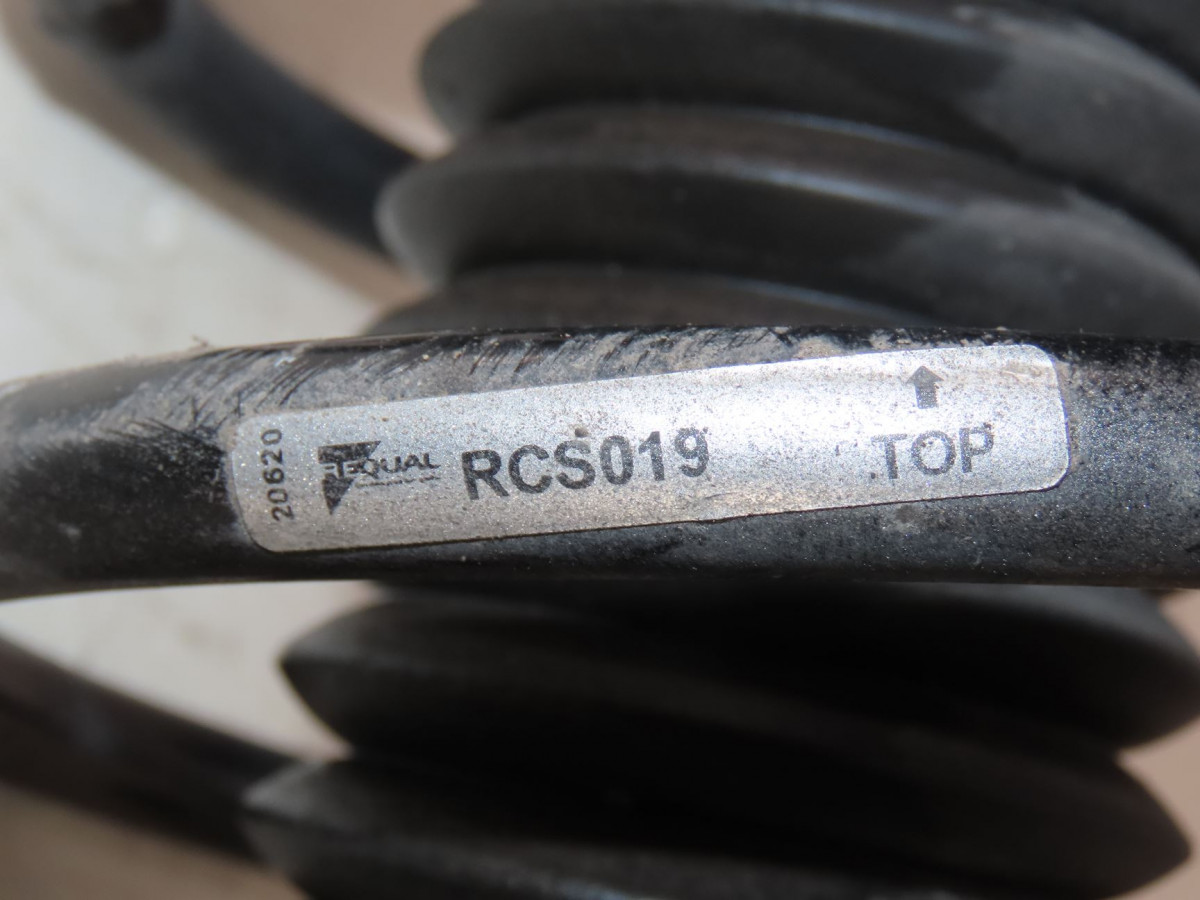 20620
EQUAL
RCS019
TOP